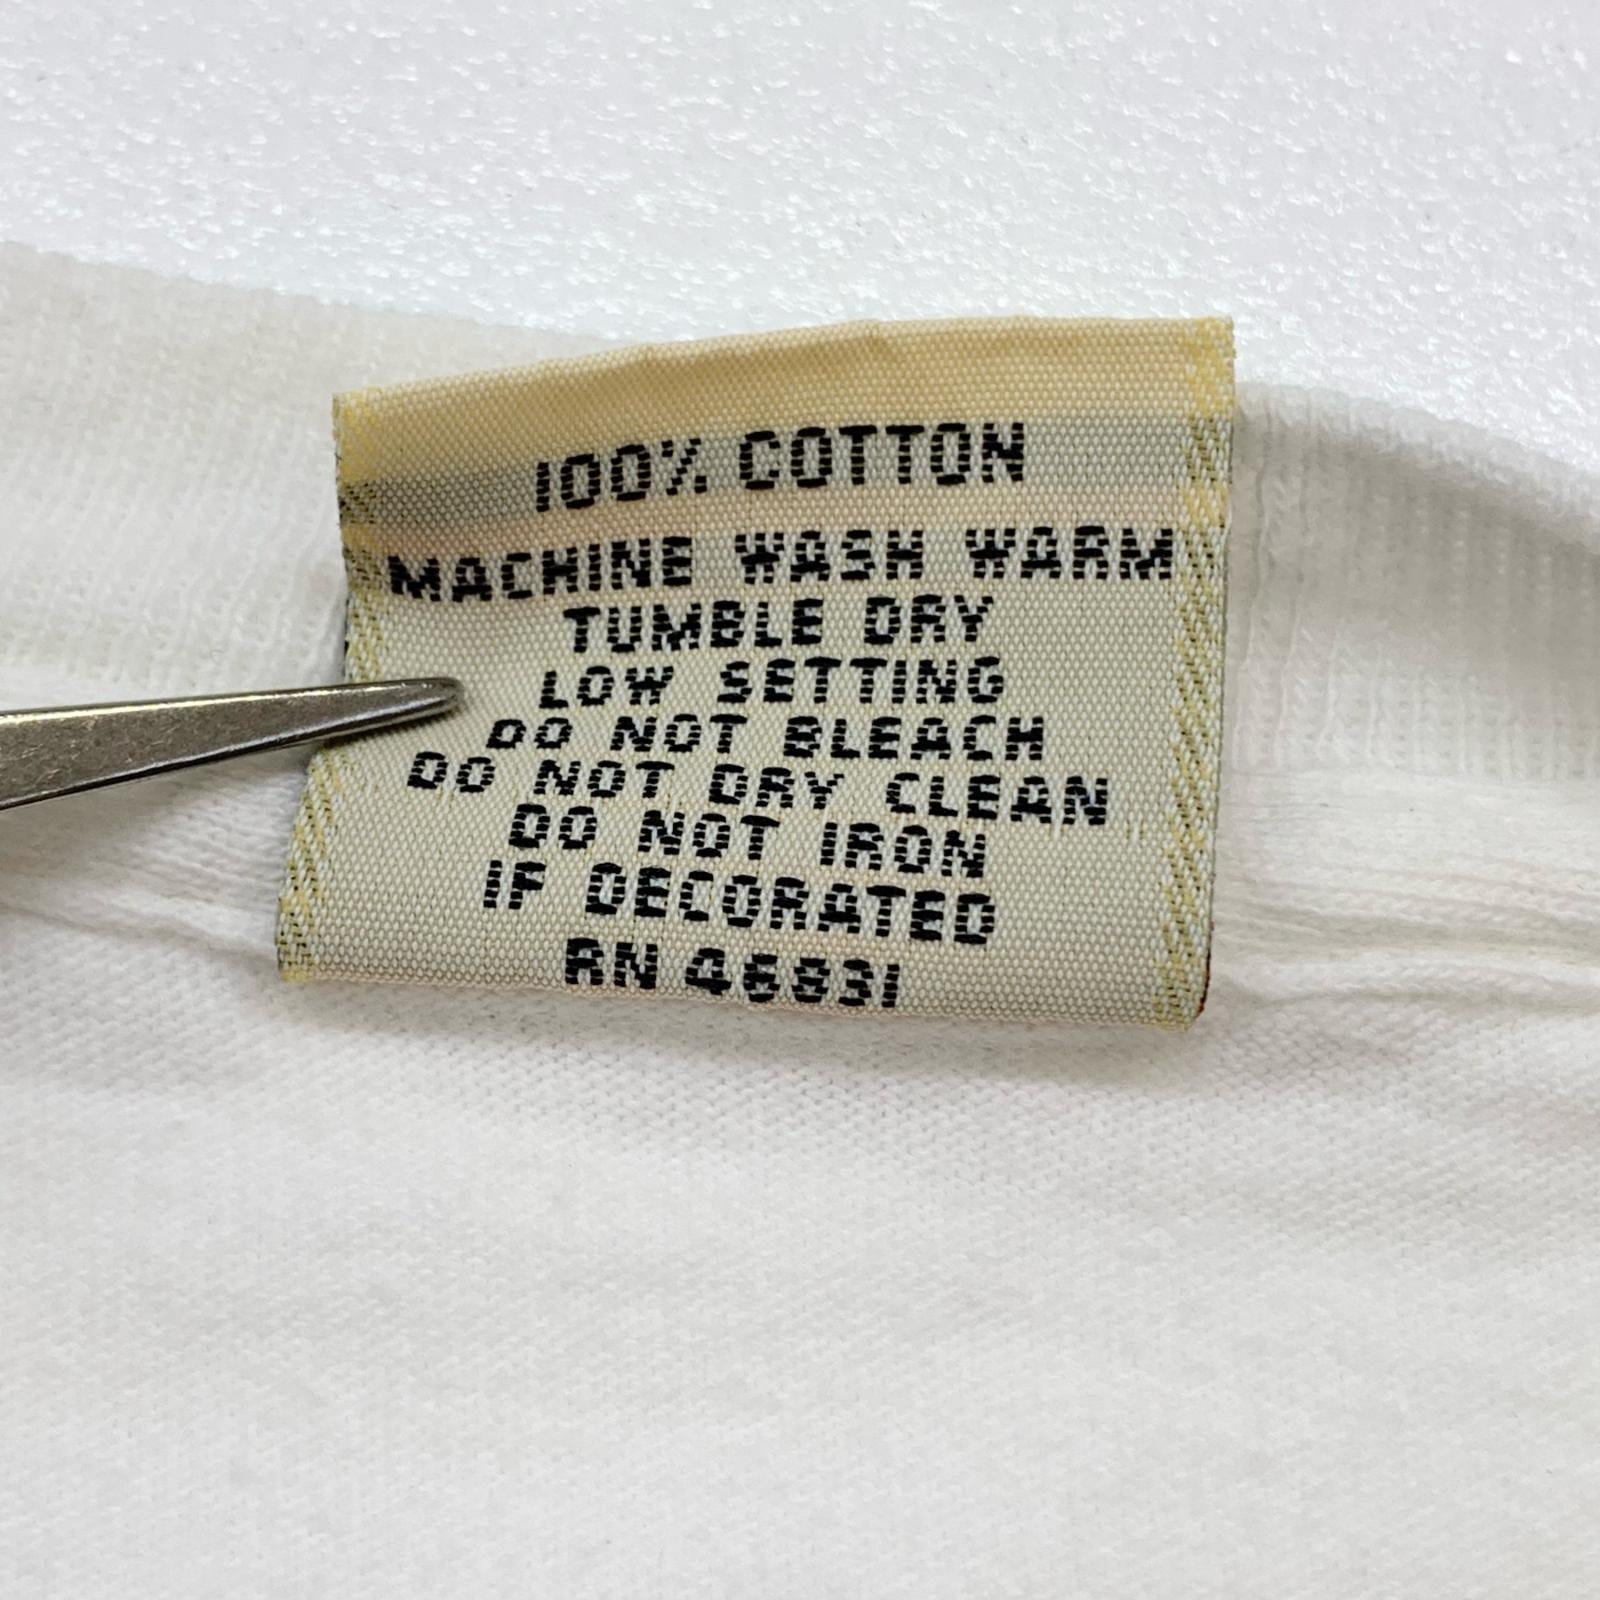 100% COTTON
MACHINE WASH WARM
TUMBLE DRY
LOW SETTING
DO NOT BLEACH
DO NOT DRY CLEAN
DO NOT IRON
IF DECORATED
RN